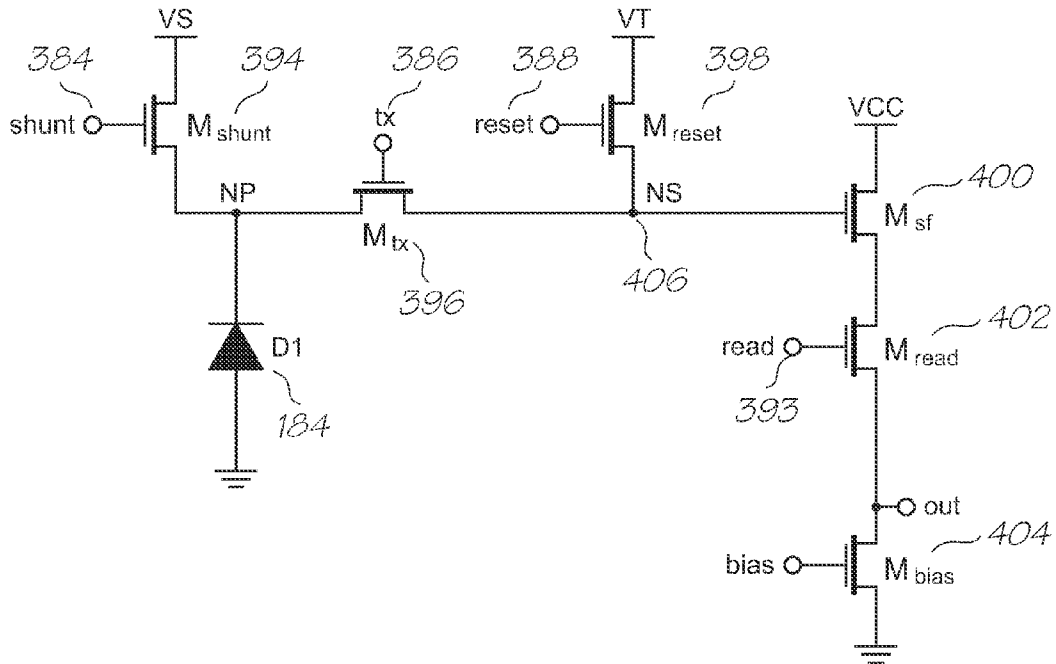 VS
VT
384
394
386
388
398
shunt
M shunt
tx
reset
M reset
VCC
400
NP
NS
M sf
M tx
396
406
402
D1
read
M read
184
393
out
404
bias
M bias